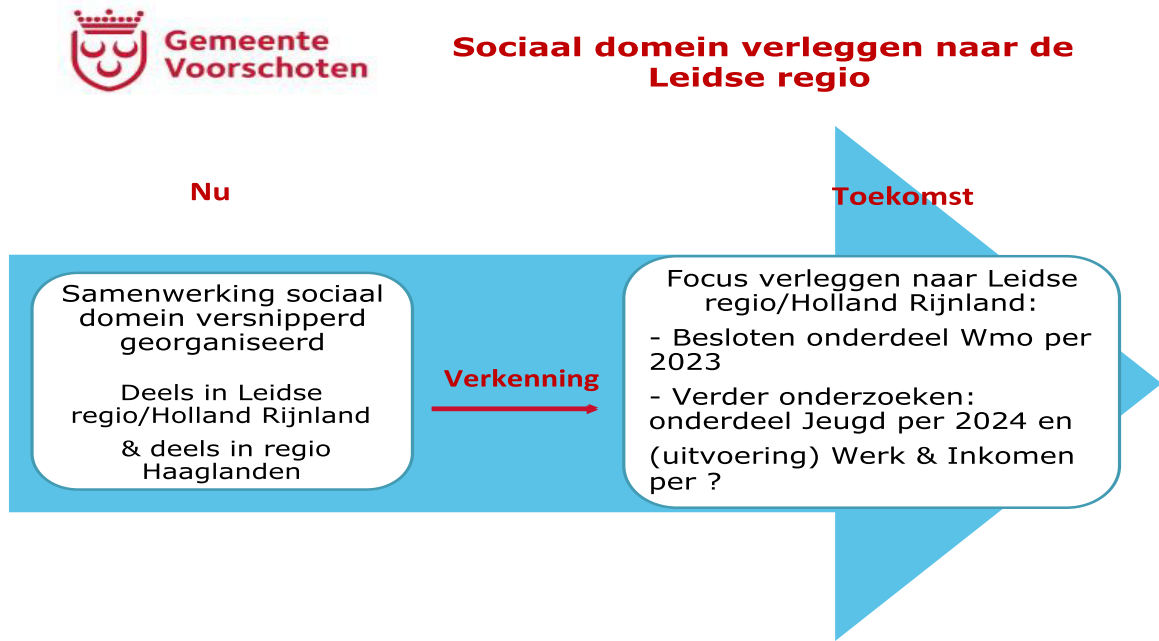 Gemeente
Voorschoten
Sociaal domein verleggen naar de
Leidse regio
Nu
Toekomst
Samenwerking sociaal
domein versnipperd
georganiseerd
Deels in Leidse
regio/Holland Rijnland
& deels in regio
Haaglanden
Verkenning
Focus verleggen naar Leidse
regio/Holland Rijnland:
- Besloten onderdeel Wmo per
2023
- Verder onderzoeken:
onderdeel Jeugd per 2024 en
(uitvoering) Werk & Inkomen
per ?